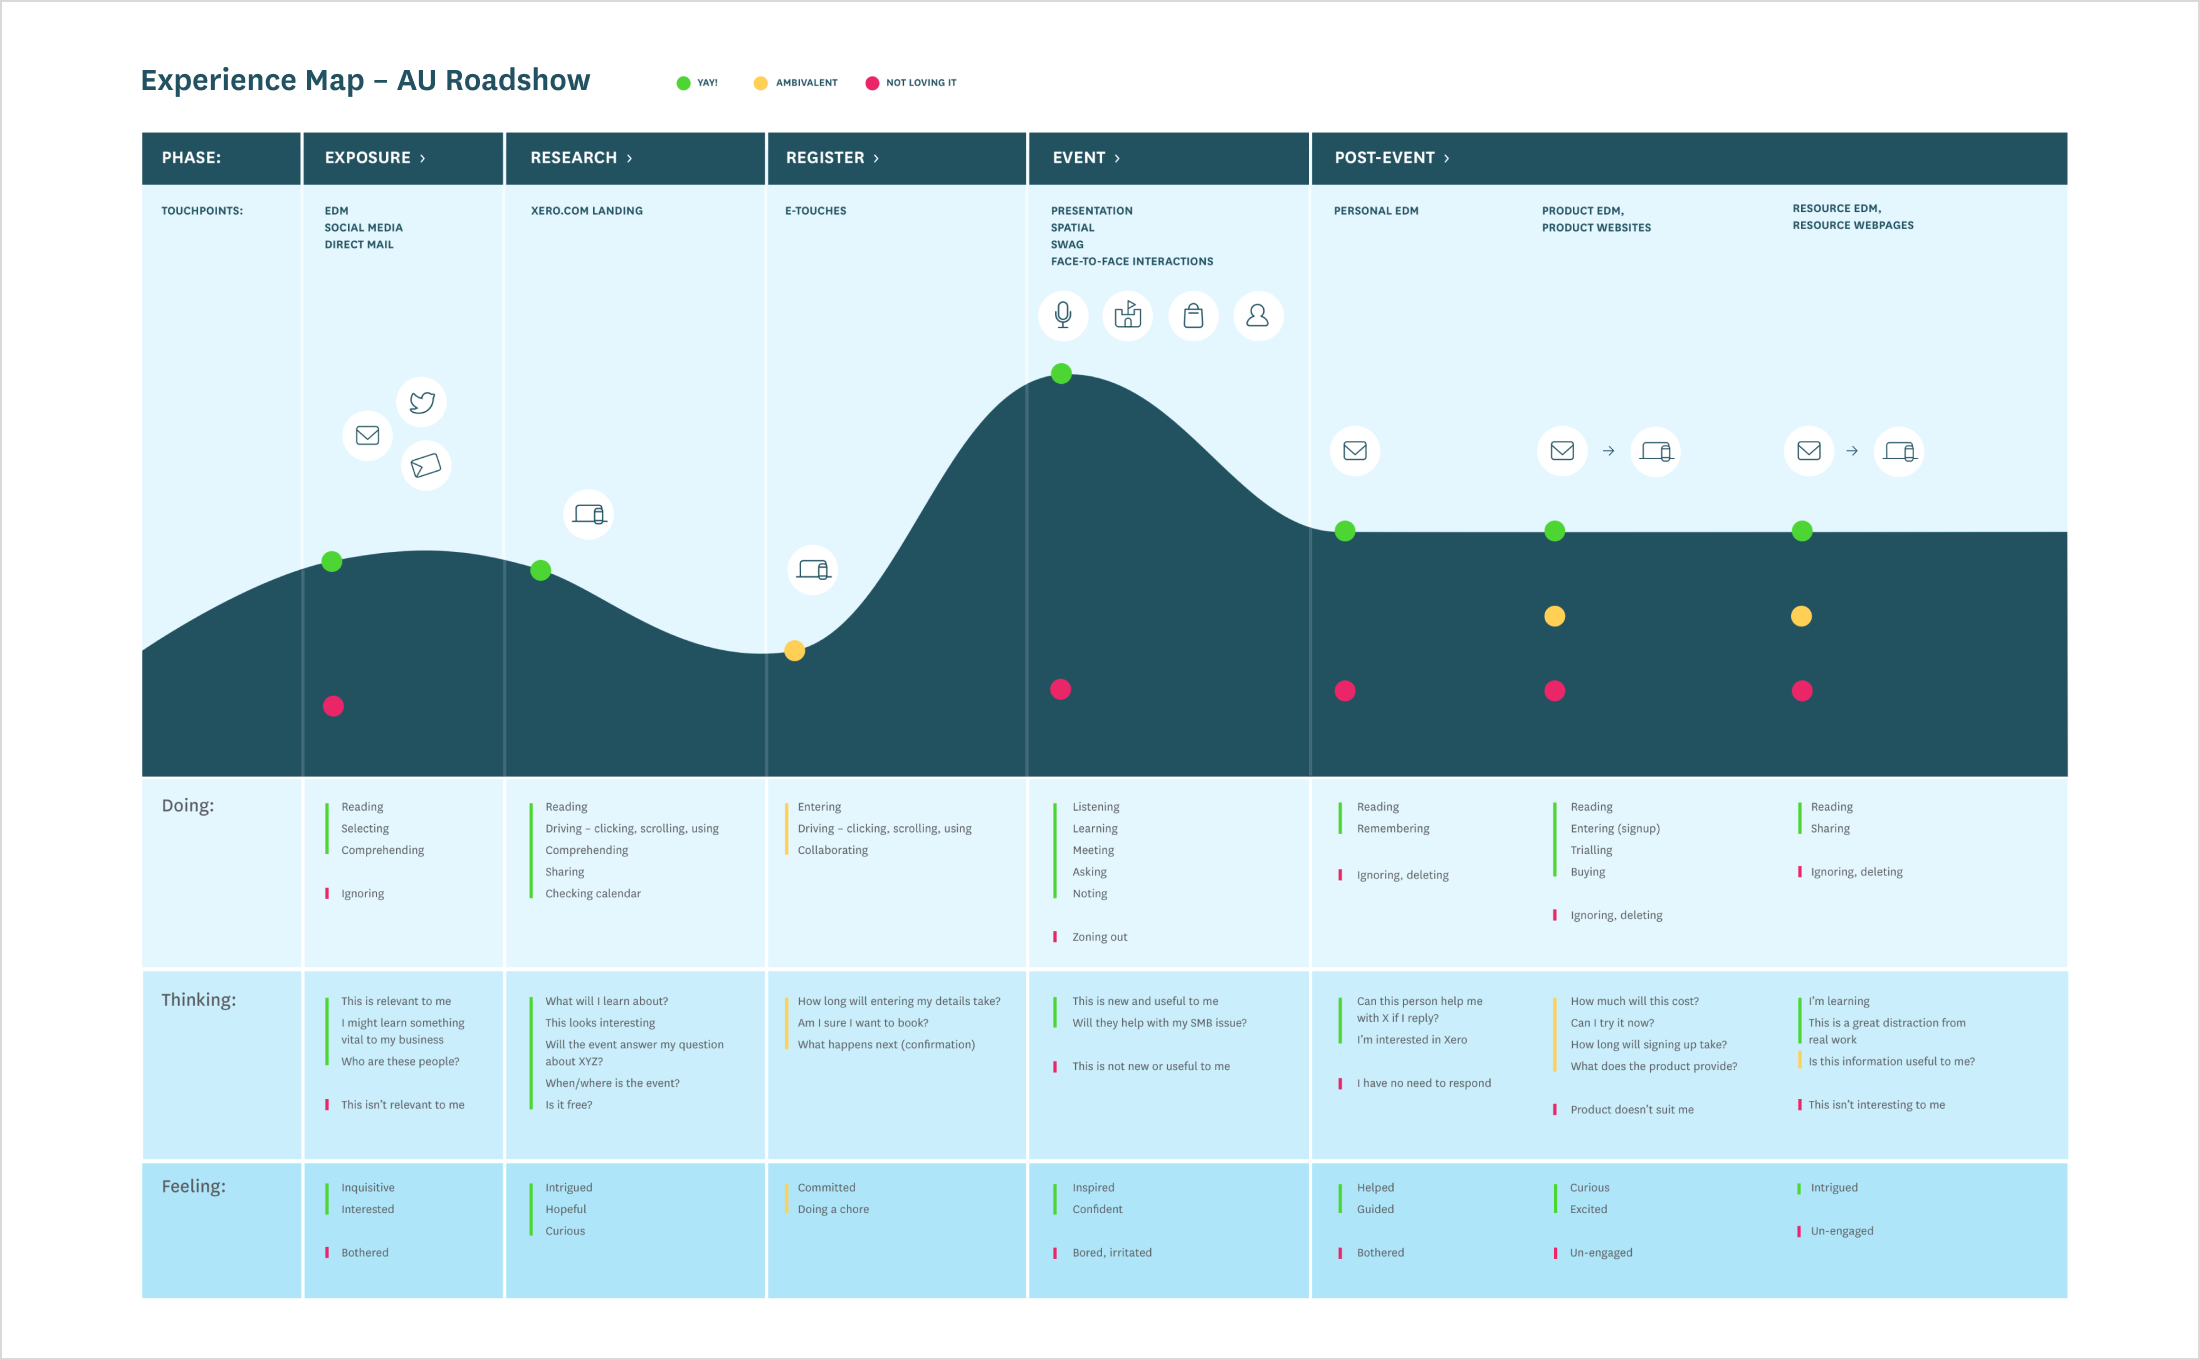 Experience Map – AU Roadshow
YAY!
AMBIVALENT
NOT LOVING IT
PHASE:
EXPOSURE ›
RESEARCH ›
REGISTER ›
EVENT ›
POST-EVENT ›
TOUCHPOINTS:
EDM
SOCIAL MEDIA
DIRECT MAIL
XERO.COM LANDING
E-TOUCHES
PRESENTATION
SPATIAL
SWAG
FACE-TO-FACE INTERACTIONS
PERSONAL EDM
PRODUCT EDM,
PRODUCT WEBSITES
RESOURCE EDM,
RESOURCE WEBPAGES
Doing:
Reading
Selecting
Comprehending
Ignoring
Reading
Driving – clicking, scrolling, using
Comprehending
Sharing
Checking calendar
Entering
Driving – clicking, scrolling, using
Collaborating
Listening
Learning
Meeting
Asking
Noting
Zoning out
Reading
Remembering
Ignoring, deleting
Reading
Entering (signup)
Trialling
Buying
Ignoring, deleting
Reading
Sharing
Ignoring, deleting
Thinking:
This is relevant to me
I might learn something
vital to my business
Who are these people?
This isn't relevant to me
What will I learn about?
This looks interesting
Will the event answer my question
about XYZ?
When/where is the event?
Is it free?
How long will entering my details take?
Am I sure I want to book?
What happens next (confirmation)
This is new and useful to me
Will they help with my SMB issue?
This is not new or useful to me
Can this person help me
with X if I reply?
I'm interested in Xero
I have no need to respond
How much will this cost?
Can I try it now?
How long will signing up take?
What does the product provide?
Product doesn't suit me
I'm learning
This is a great distraction from
real work
Is this information useful to me?
This isn't interesting to me
Feeling:
Inquisitive
Interested
Bothered
Intrigued
Hopeful
Curious
Committed
Doing a chore
Inspired
Confident
Bored, irritated
Helped
Guided
Bothered
Curious
Excited
Un-engaged
Intrigued
Un-engaged